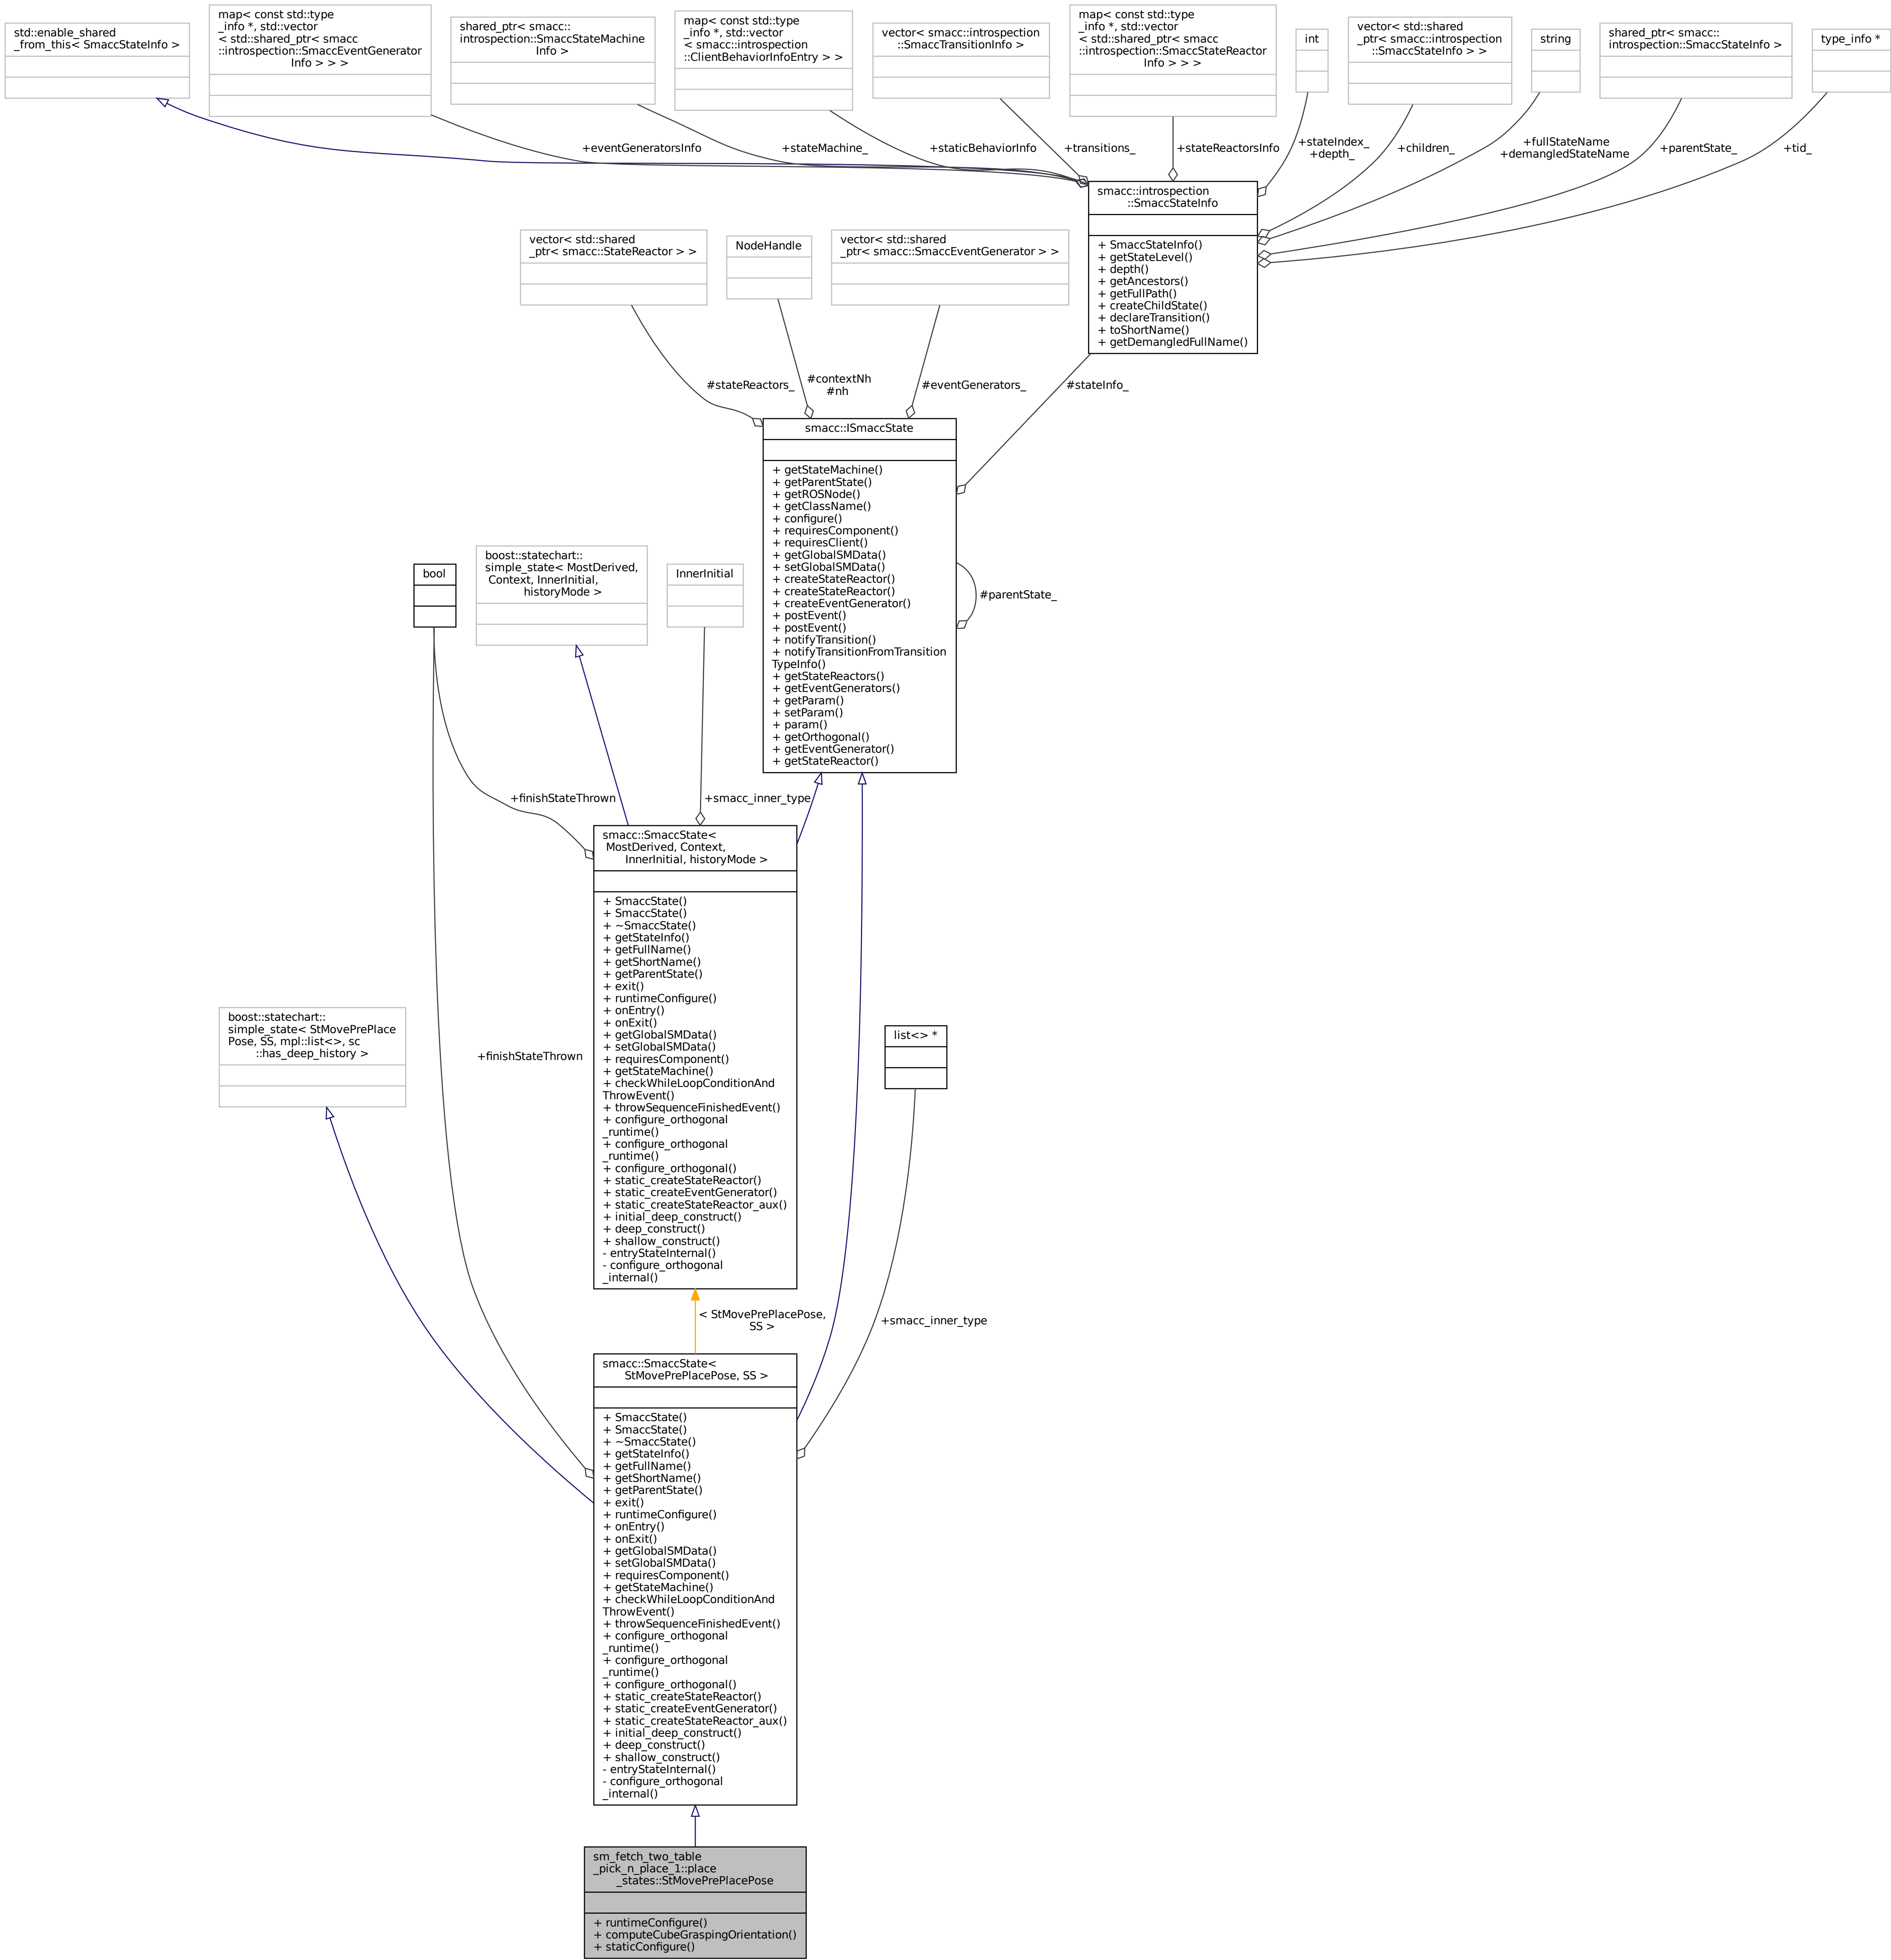 std::enable_shared
_from_this< SmaccStateInfo >
map< const std::type
_info *, std::vector
< std::shared_ptr< smacc
::introspection::SmaccEventGenerator
Info > > >
shared_ptr< smacc::
introspection::SmaccStateMachine
Info >
map< const std::type
_info *, std::vector
< smacc::introspection
::ClientBehaviorInfoEntry > >
vector< smacc::introspection
::SmaccTransitionInfo >
map< const std::type
_info *, std::vector
< std::shared_ptr< smacc
::introspection::SmaccStateReactor
Info > > >
int
vector< std::shared
_ptr< smacc::introspection
::SmaccStateInfo > >
string
shared_ptr< smacc::
introspection::SmaccStateInfo >
type_info *
+eventGeneratorsInfo
+stateMachine_
+staticBehaviorInfo
+transitions_
+stateReactorsInfo
+stateIndex_
+depth_
+children_
+fullStateName
+demangledStateName
+parentState_
+tid_
smacc::introspection
::SmaccStateInfo
+ SmaccStateInfo()
+ getStateLevel()
+ depth()
+ getAncestors()
+ getFullPath()
+ createChildState()
+ declareTransition()
+ toShortName()
+ getDemangledFullName()
vector< std::shared
_ptr< smacc::StateReactor > >
NodeHandle
vector< std::shared
_ptr< smacc::SmaccEventGenerator > >
#stateReactors_
#contextNh
#nh
#eventGenerators_
#stateInfo_
smacc::ISmaccState
+ getStateMachine()
+ getParentState()
+ getROSNode()
+ getClassName()
+ configure()
+ requiresComponent()
+ requiresClient()
+ getGlobalSMData()
+ setGlobalSMData()
+ createStateReactor()
+ createStateReactor()
+ createEventGenerator()
+ postEvent()
+ postEvent()
+ notifyTransition()
+ notifyTransitionFromTransition
TypeInfo()
+ getStateReactors()
+ getEventGenerators()
+ getParam()
+ setParam()
+ param()
+ getOrthogonal()
+ getEventGenerator()
+ getStateReactor()
#parentState_
bool
boost::statechart::
simple_state< MostDerived,
Context, InnerInitial,
historyMode >
InnerInitial
+finishStateThrown
+smacc_inner_type
smacc::SmaccState<
MostDerived, Context,
InnerInitial, historyMode >
+ SmaccState()
+ SmaccState()
+ ~SmaccState()
+ getStateInfo()
+ getFullName()
+ getShortName()
+ getParentState()
+ exit()
+ runtimeConfigure()
+ onEntry()
+ onExit()
+ getGlobalSMData()
+ setGlobalSMData()
+ requiresComponent()
+ getStateMachine()
+ checkWhileLoopConditionAnd
ThrowEvent()
+ throwSequenceFinishedEvent()
+ configure_orthogonal
_runtime()
+ configure_orthogonal
_runtime()
+ configure_orthogonal()
+ static_createStateReactor()
+ static_createEventGenerator()
+ static_createStateReactor_aux()
+ initial_deep_construct()
+ deep_construct()
+ shallow_construct()
- entryStateInternal()
- configure_orthogonal
_internal()
boost::statechart::
simple_state< StMovePrePlace
Pose, SS, mpl::list<>, sc
::has_deep_history >
+finishStateThrown
list<> *
< StMovePrePlacePose,
SS >
+smacc_inner_type
smacc::SmaccState<
StMovePrePlacePose, SS >
+ SmaccState()
+ SmaccState()
+ ~SmaccState()
+ getStateInfo()
+ getFullName()
+ getShortName()
+ getParentState()
+ exit()
+ runtimeConfigure()
+ onEntry()
+ onExit()
+ getGlobalSMData()
+ setGlobalSMData()
+ requiresComponent()
+ getStateMachine()
+ checkWhileLoopConditionAnd
ThrowEvent()
+ throwSequenceFinishedEvent()
+ configure_orthogonal
_runtime()
+ configure_orthogonal
_runtime()
+ configure_orthogonal()
+ static_createStateReactor()
+ static_createEventGenerator()
+ static_createStateReactor_aux()
+ initial_deep_construct()
+ deep_construct()
+ shallow_construct()
- entryStateInternal()
- configure_orthogonal
_internal()
sm_fetch_two_table
_pick_n_place_1::place
_states::StMovePrePlacePose
+ runtimeConfigure()
+ computeCubeGraspingOrientation()
+ staticConfigure()